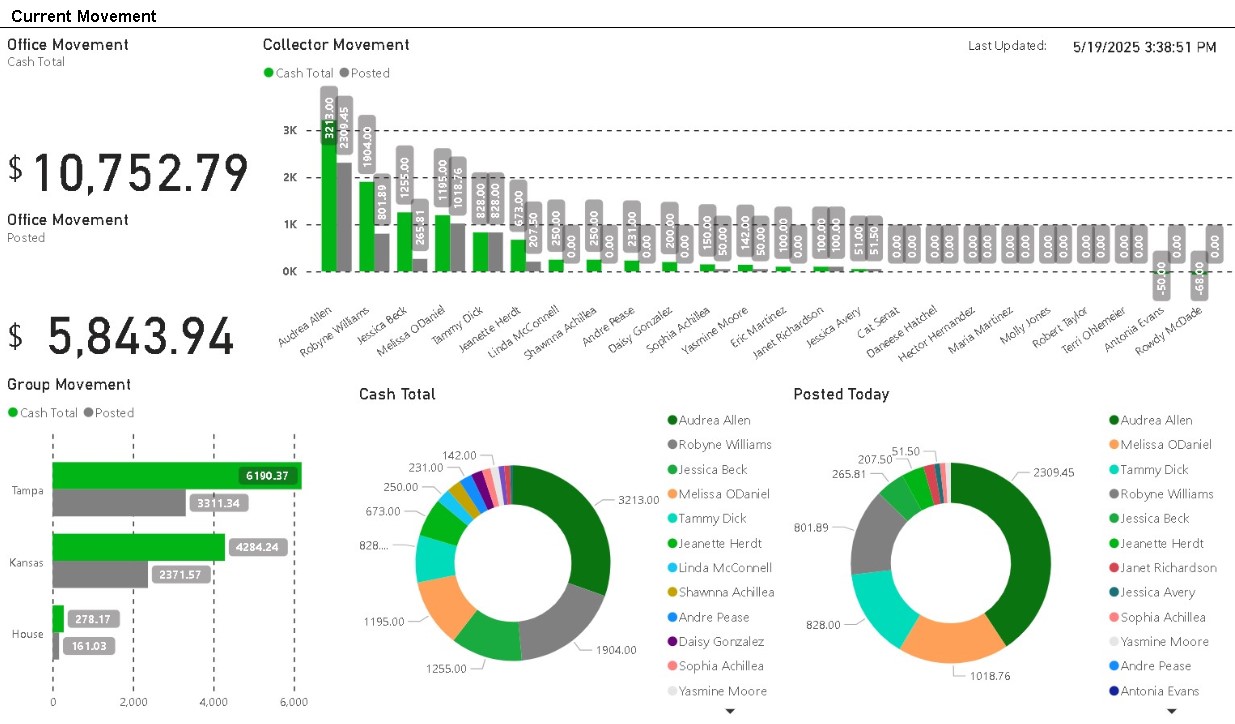 Current Movement
Office Movement
Cash Total
$ 10,752.79
Office Movement
Posted
$ 5,843.94
Collector Movement
Last Updated: 5/19/2025 3:38:51 PM
Cash Total Posted
3K
2K
1K
0K
3213.00
2309.45
1904.00
801.89
1255.00
265.81
1195.00
1018.76
828.00
828.00
673.00
207.50
250.00
0.00
250.00
0.00
231.00
0.00
200.00
0.00
150.00
50.00
142.00
50.00
100.00
0.00
100.00
100.00
51.00
51.50
0.00
0.00
0.00
0.00
0.00
0.00
0.00
0.00
0.00
0.00
0.00
0.00
0.00
0.00
-50.00
0.00
-68.00
0.00
Audrea Allen
Robyne Williams
Jessica Beck
Melissa ODaniel
Tammy Dick
Jeanette Herdt
Linda McConnell
Shawnna Achillea
Andre Pease
Daisy Gonzalez
Sophia Achillea
Yasmine Moore
Eric Martinez
Janet Richardson
Jessica Avery
Cat Senat
Daneese Hatchel
Hector Hernandez
Maria Martinez
Molly Jones
Robert Taylor
Terri Ohlemeier
Antonia Evans
Rowdy McDade
Group Movement
Cash Total Posted
Tampa
6190.37
3311.34
Kansas
4284.24
2371.57
House
278.17
161.03
0 2,000 4,000 6,000
Cash Total
142.00
231.00
250.00
673.00
828....
1195.00
1255.00
1904.00
3213.00
Audrea Allen
Robyne Williams
Jessica Beck
Melissa ODaniel
Tammy Dick
Jeanette Herdt
Linda McConnell
Shawnna Achillea
Andre Pease
Daisy Gonzalez
Sophia Achillea
Yasmine Moore
Posted Today
51.50
207.50
265.81
801.89
828.00
1018.76
2309.45
Audrea Allen
Melissa ODaniel
Tammy Dick
Robyne Williams
Jessica Beck
Jeanette Herdt
Janet Richardson
Jessica Avery
Sophia Achillea
Yasmine Moore
Andre Pease
Antonia Evans